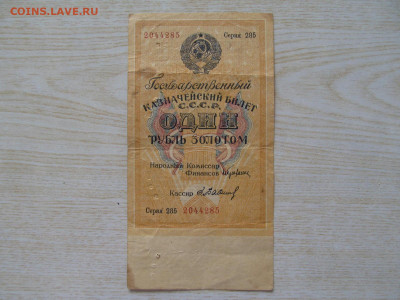 COINS.LAVE.RU
2044285 Серия 285
Государственный
КАЗНАЧЕЙСКИЙ БИЛЕТ
С.С.С.Р.
ОДИН
РУБЛЬ ЗОЛОТОМ
Народный Комиссар
Финансов
Кассир
Серия 285 2044285